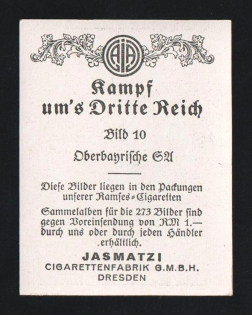 Kampf
um's Dritte Reich
Bild 10
Oberbayrische SA
Diese Bilder liegen in den Packungen
unserer Ramses-Cigaretten
Sammelalben für die 273 Bilder sind
gegen Voreinsendung von RM 1.—
durch uns oder durch jeden Händler
erhältlich.
JASMATZI
CIGARETTENFABRIK G.M.B.H.
DRESDEN